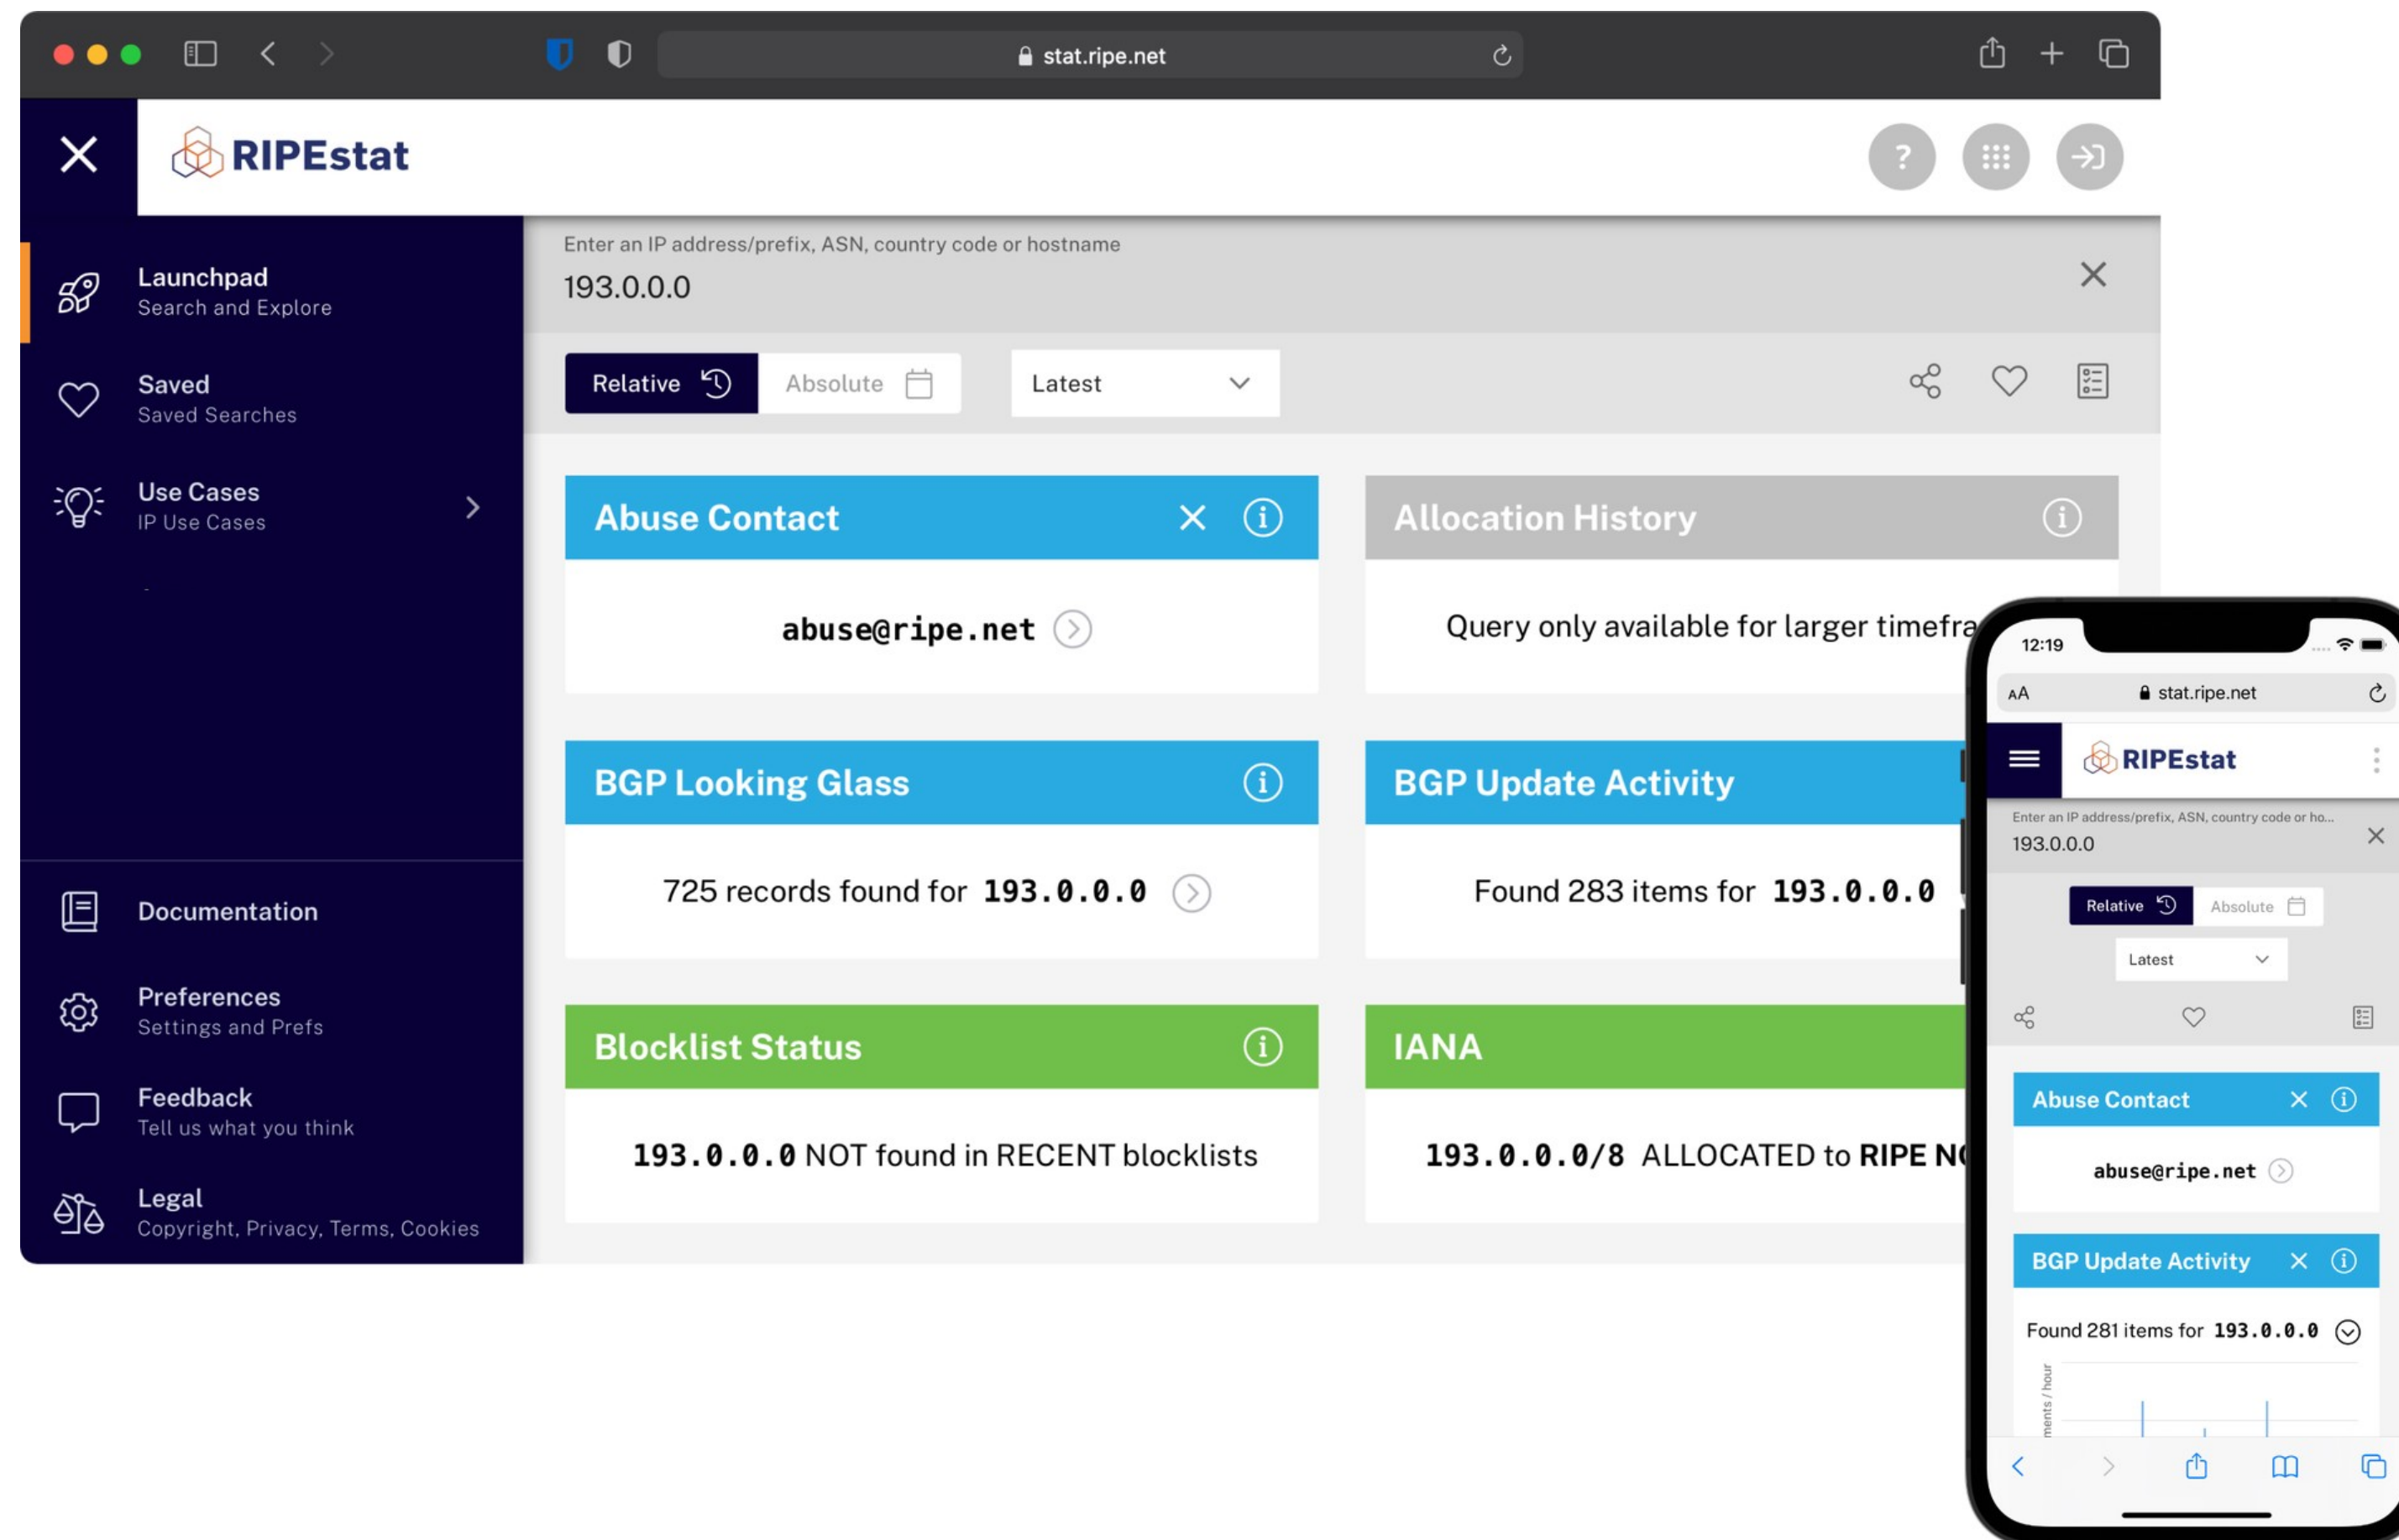 stat.ripe.net
RIPEstat
?
Launchpad
Search and Explore
Saved
Saved Searches
Use Cases
IP Use Cases
Documentation
Preferences
Settings and Prefs
Feedback
Tell us what you think
Legal
Copyright, Privacy, Terms, Cookies
Enter an IP address/prefix, ASN, country code or hostname
193.0.0.0
Relative
Absolute
Latest
Abuse Contact
i
abuse@ripe.net
Allocation History
i
Query only available for larger
BGP Looking Glass
i
725 records found for 193.0.0.0
BGP Update Activity
Found 283 items for 193.0.0.0
Blocklist Status
i
193.0.0.0 NOT found in RECENT blocklists
IANA
193.0.0.0/8 ALLOCATED to RIPE
12:19
AA
stat.ripe.net
RIPEstat
Enter an IP address/prefix, ASN, country code or ho...
193.0.0.0
Relative
Absolute
Latest
Abuse Contact
i
abuse@ripe.net
BGP Update Activity
i
Found 281 items for 193.0.0.0
/ hour